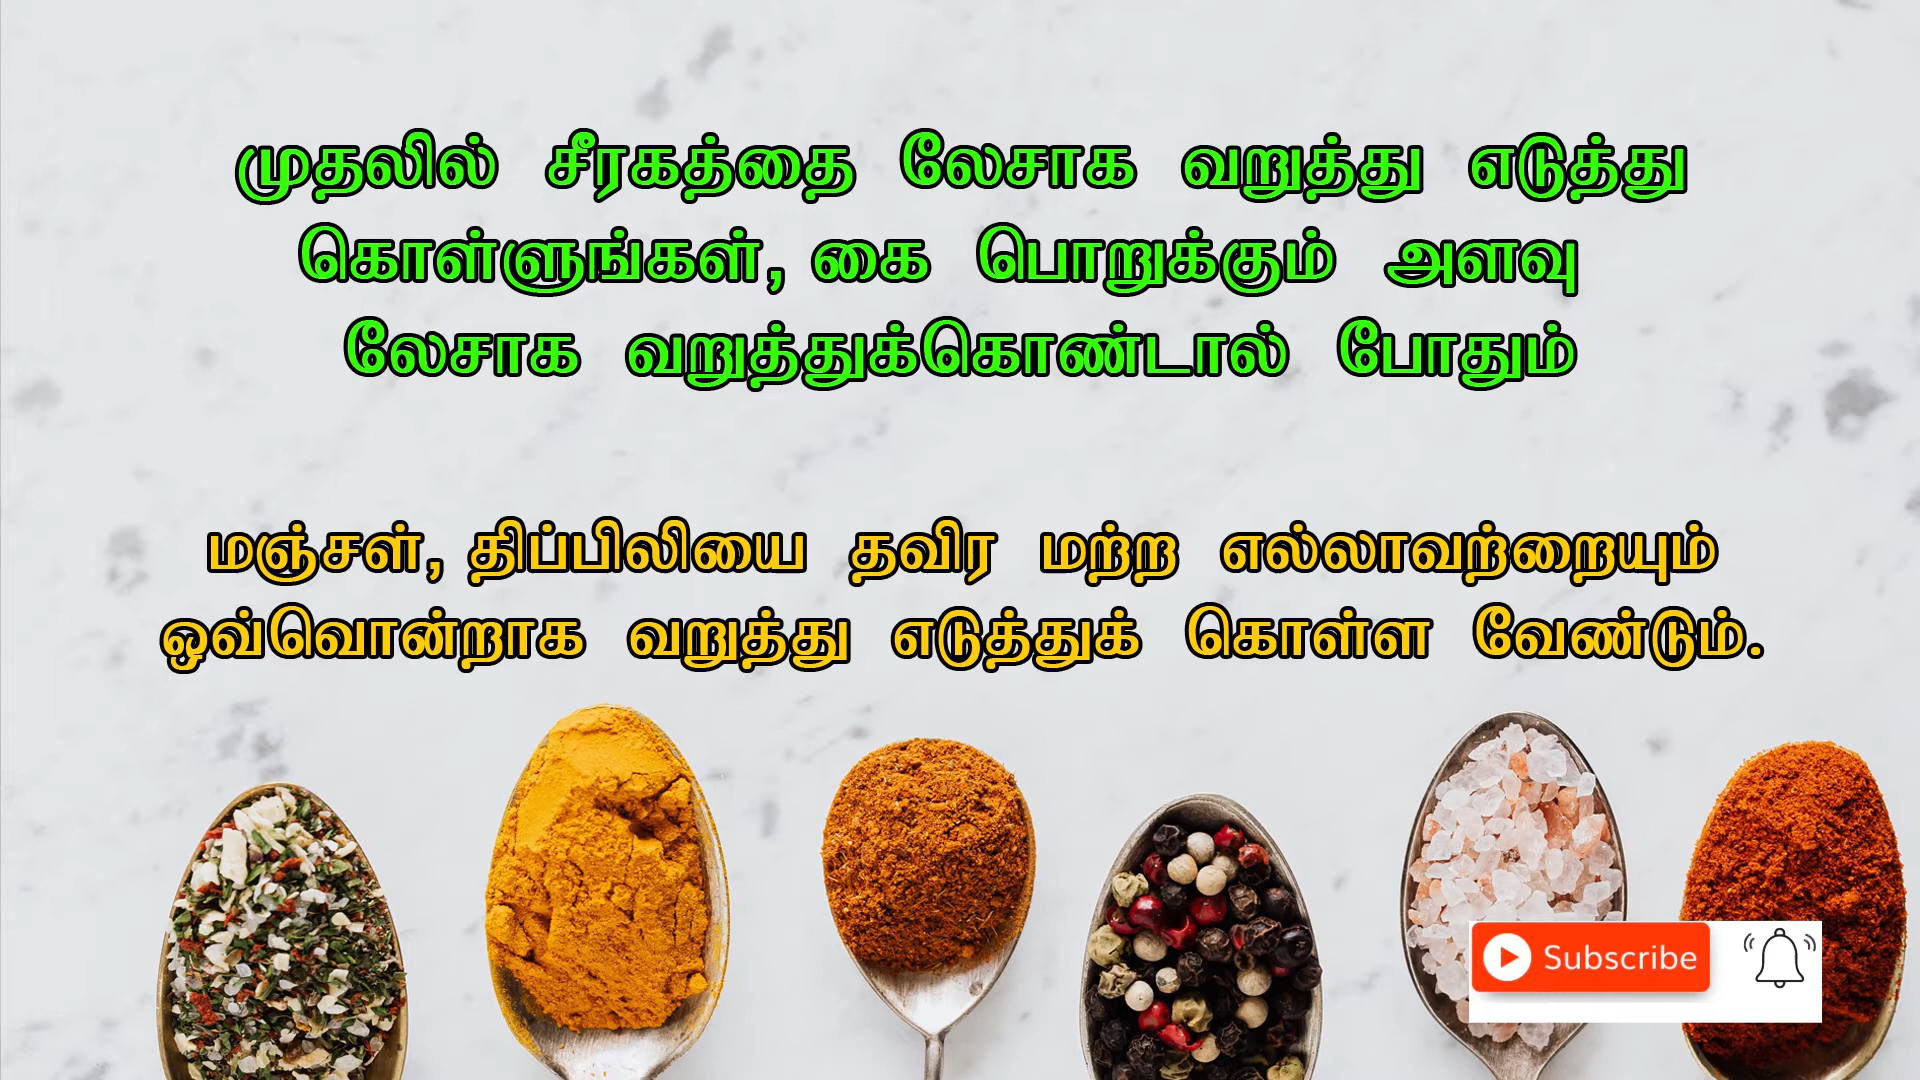 முதலில் சீரகத்தை லேசாக வறுத்து எடுத்து
கொள்ளுங்கள், கை பொறுக்கும் அளவு
லேசாக வறுத்துக்கொண்டால் போதும்
மஞ்சள், திப்பிலியை தவிர மற்ற எல்லாவற்றையும்
ஒவ்வொன்றாக வறுத்து எடுத்துக் கொள்ள வேண்டும்.
Subscribe